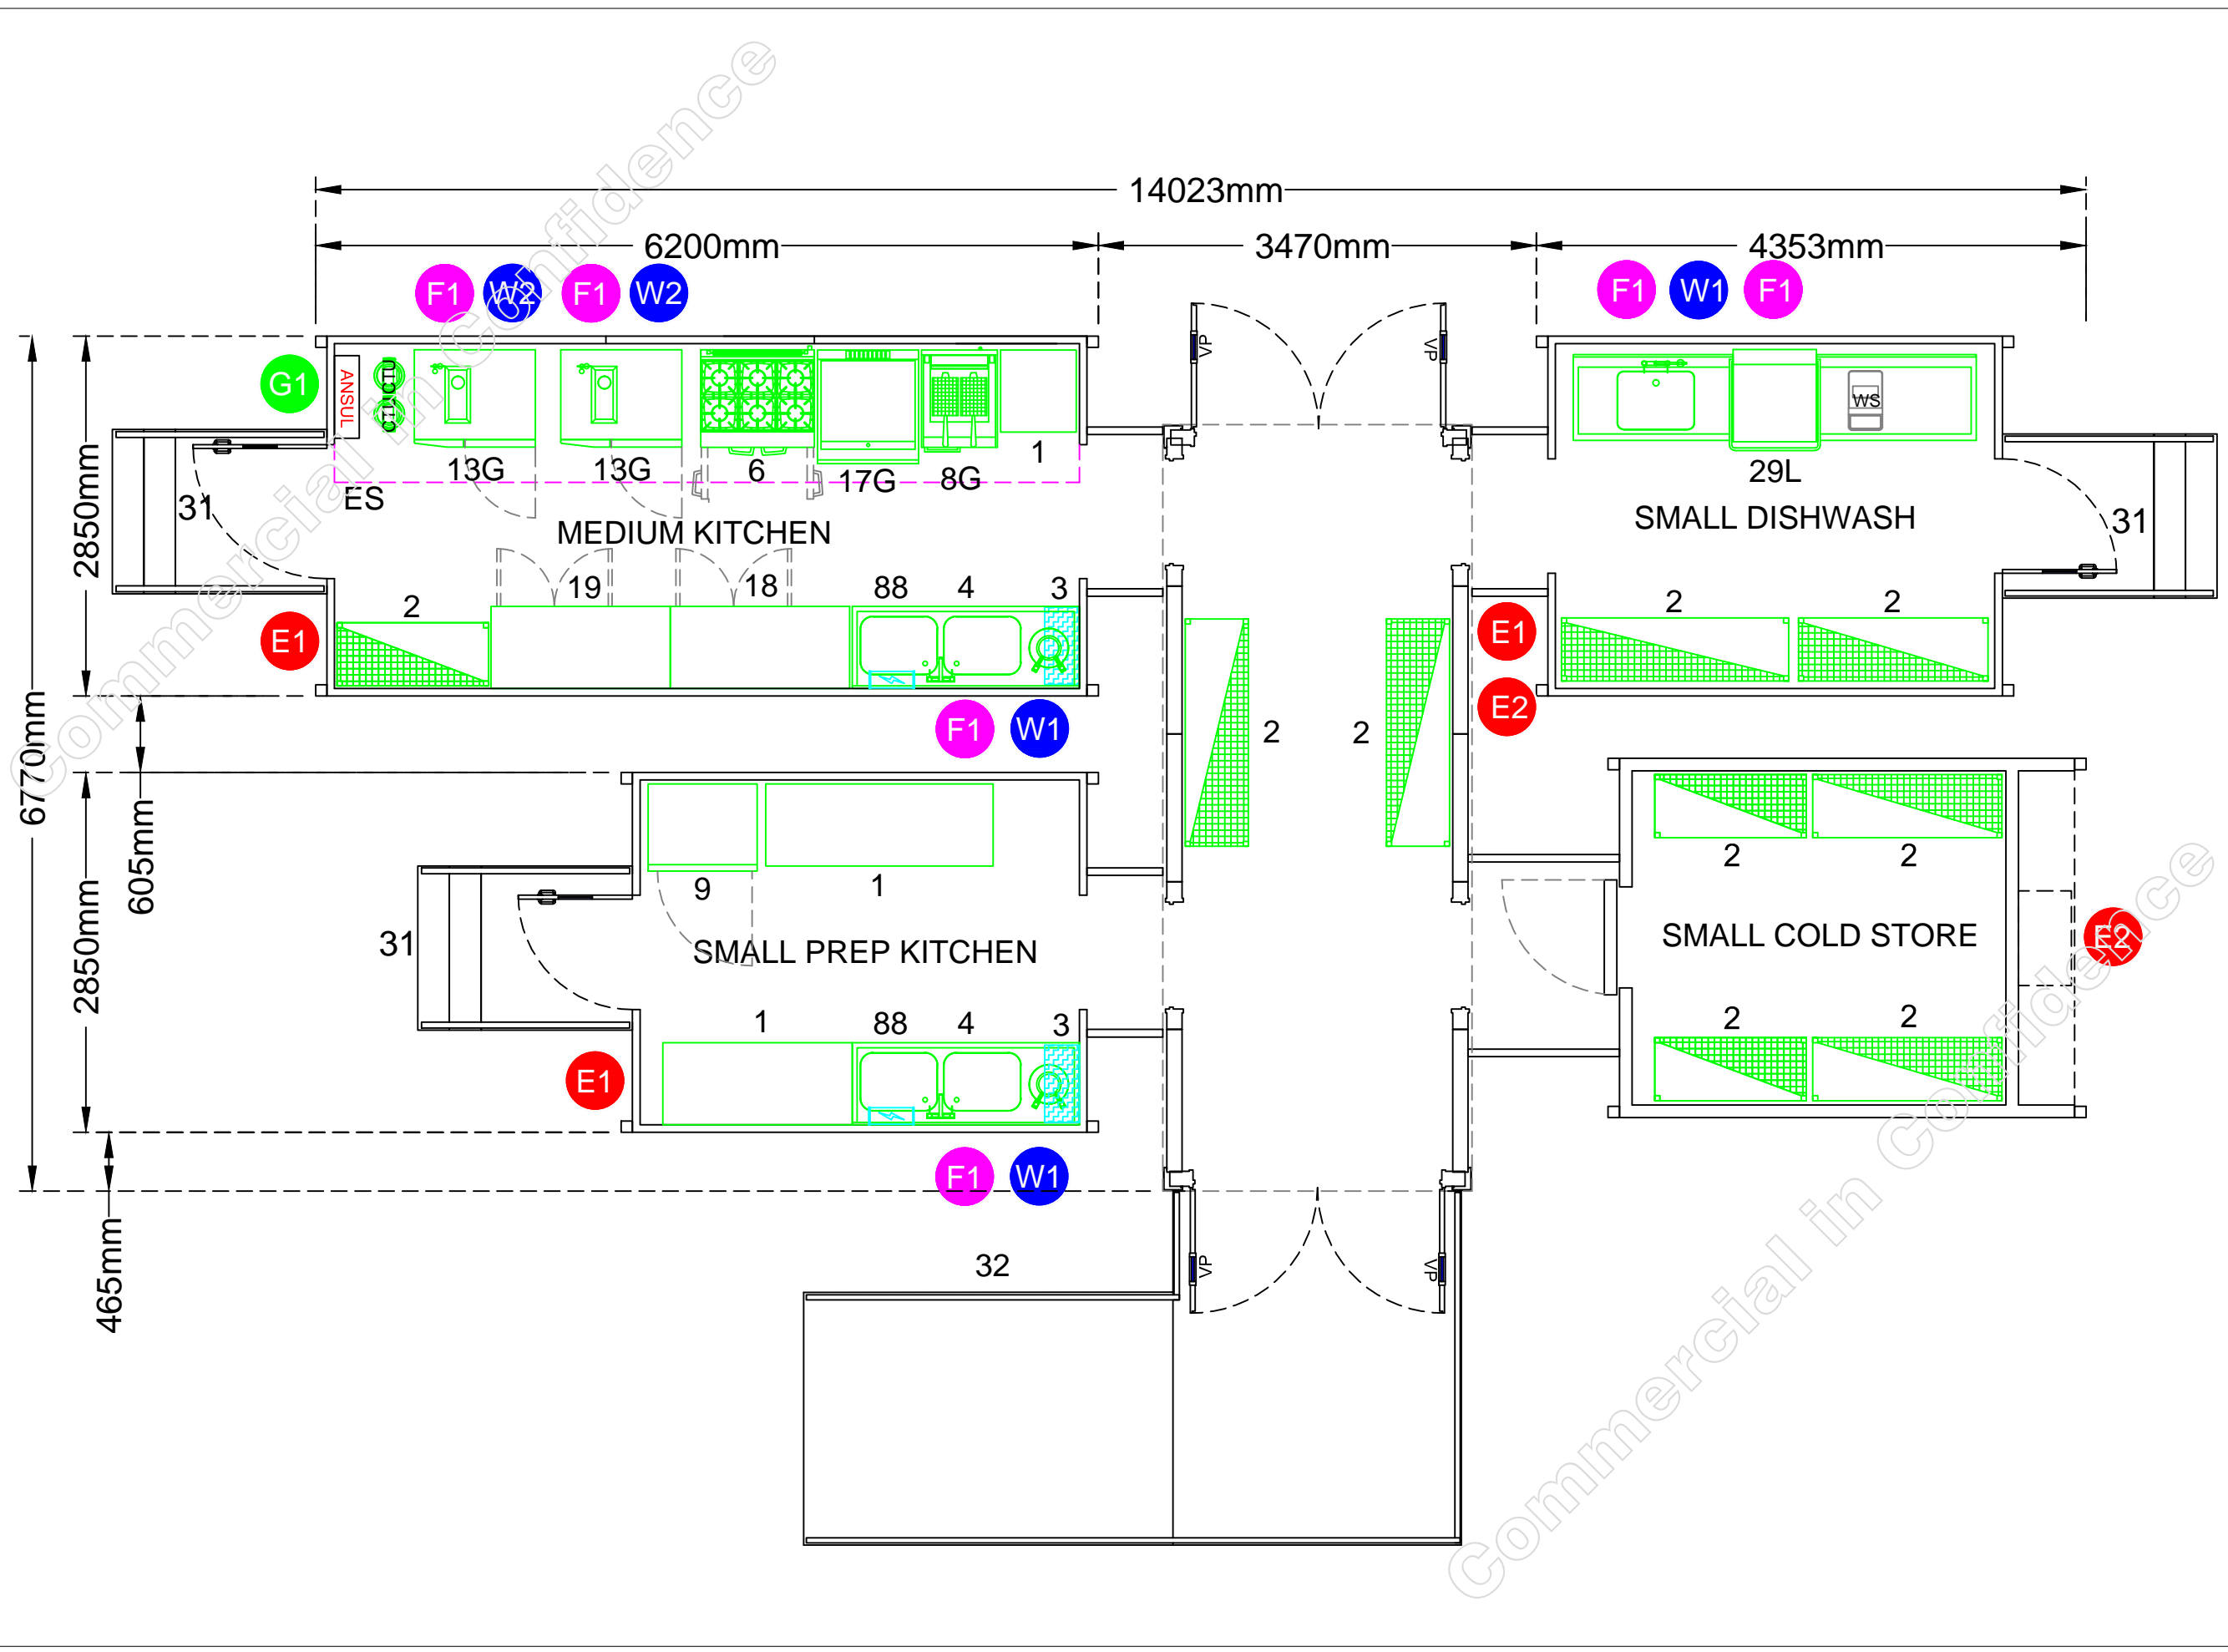 14023mm
6200mm
3470mm
4353mm
F1 W2 F1 W2
F1 W1 F1
G1
ANSUL
CTU CTU
VP
VP
WS
13G 13G 6 17G 8G 1
ES
29L
31
MEDIUM KITCHEN
SMALL DISHWASH
31
2850mm
19 18 88 4 3
2
2 2
E1
E1
E2
F1 W1
2 2
6770mm
605mm
9 1
2 2
31
SMALL PREP KITCHEN
SMALL COLD STORE
E2
2850mm
1 88 4 3
2 2
E1
F1 W1
465mm
32
VP
VP
Commercial in Confidence
Commercial in Confidence